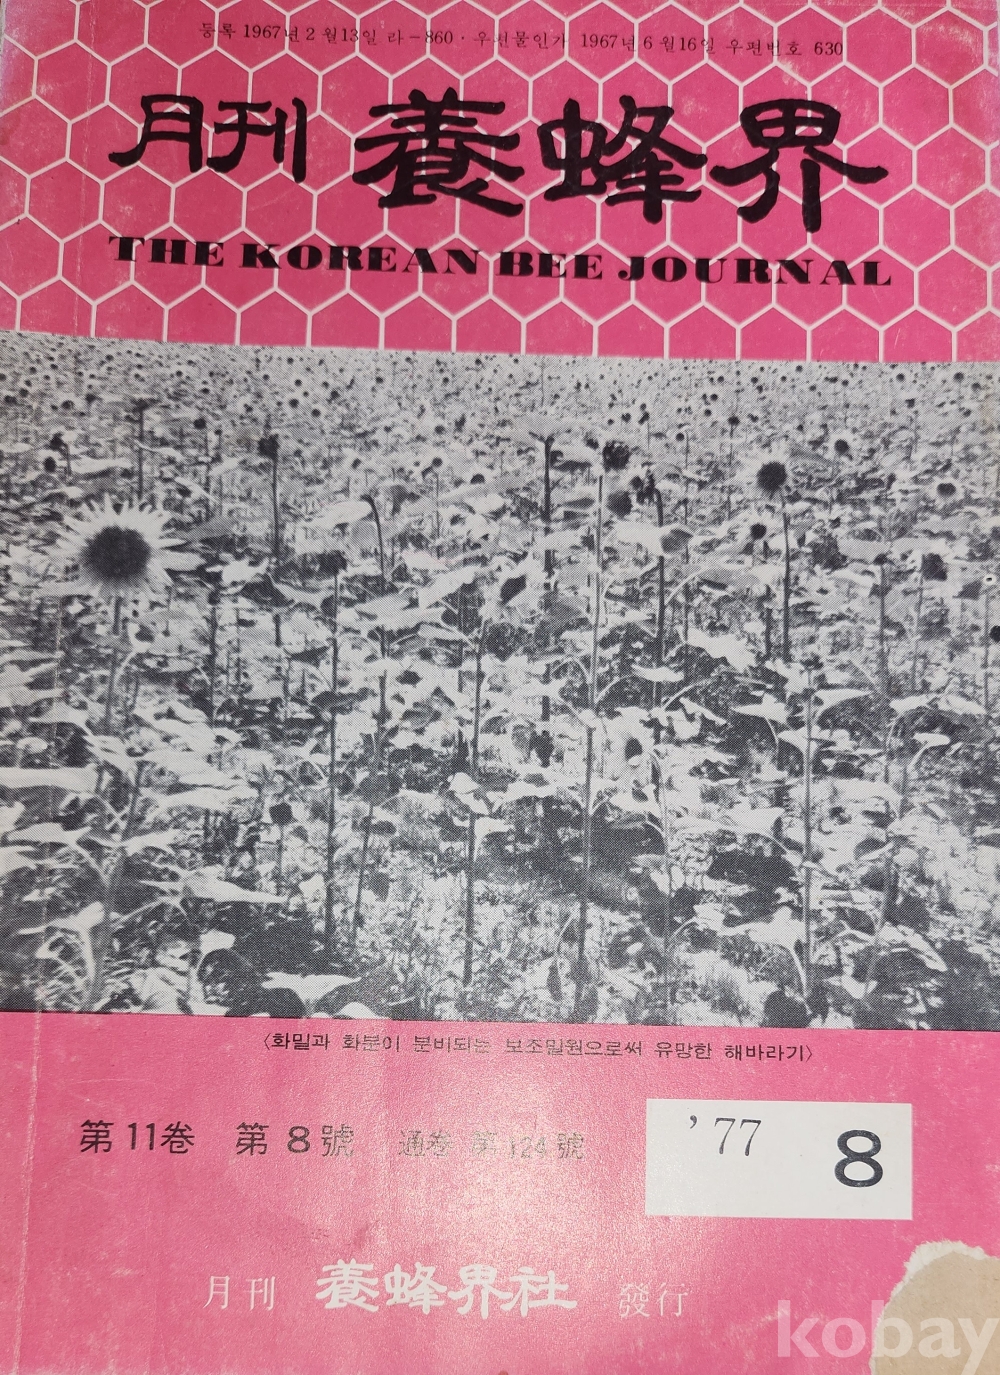 등록 1967년 2월 13일 라-860 · 우선물인가 1967년 6월 16일 우편번호 630
月刊 養蜂界
THE KOREAN BEE JOURNAL
〈화밀과 화분이 분비되는 보조밀원으로써 유망한 해바라기〉
第11卷 第8號 通卷 第124號
'77 8
月刊 養蜂界社 發行
kobay